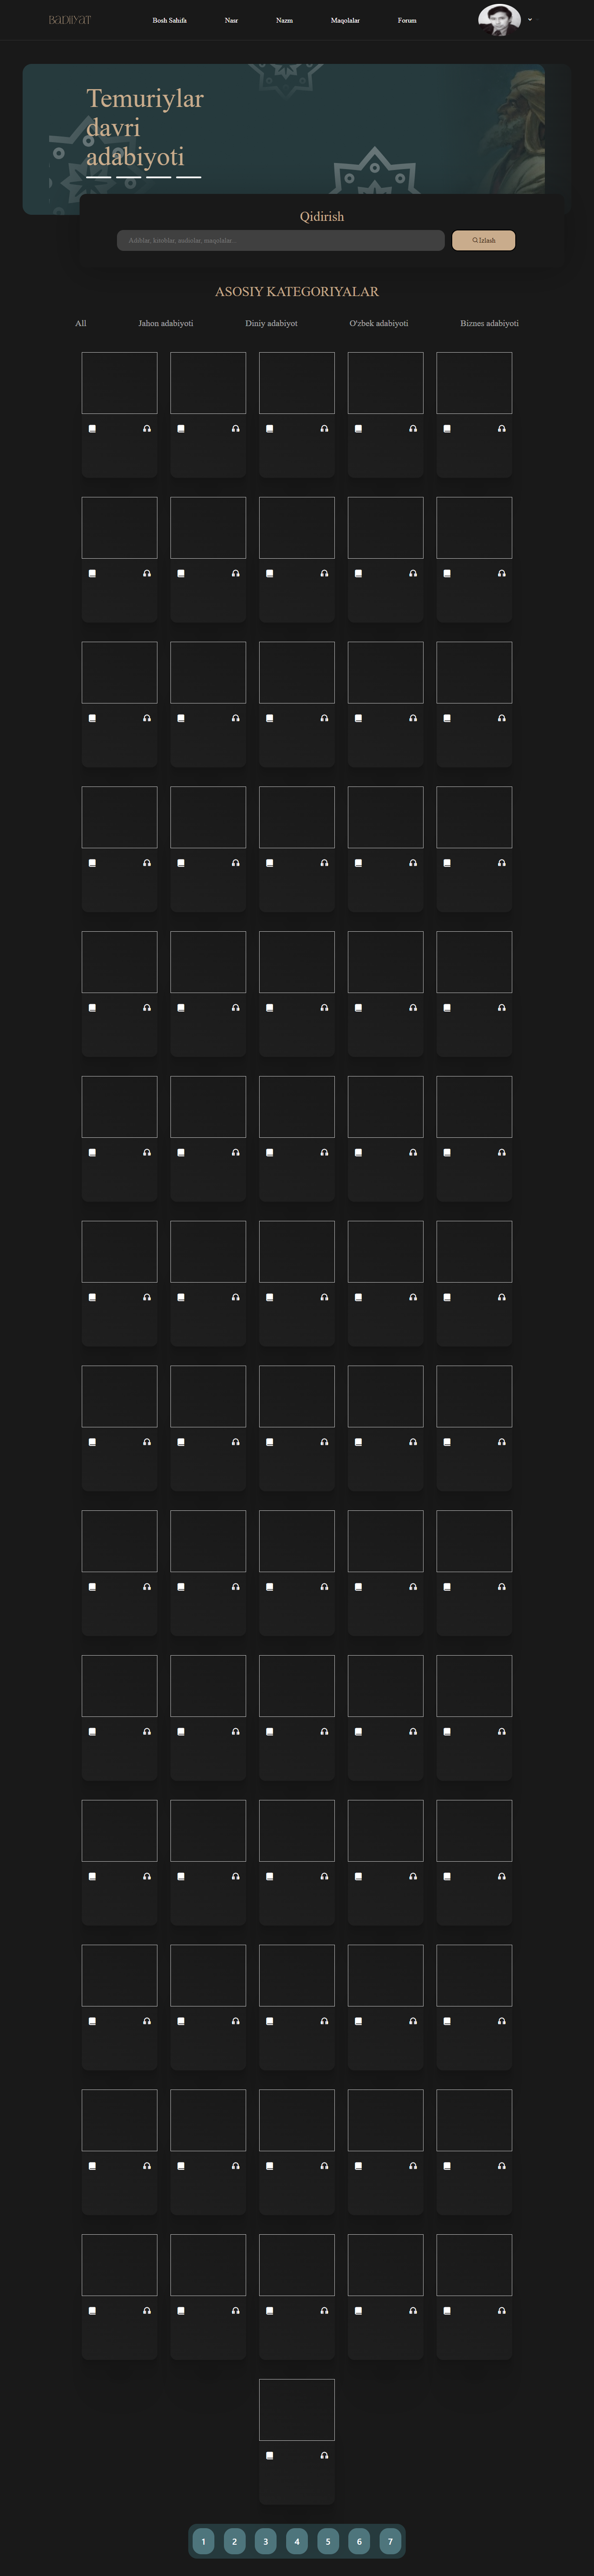 BADIIYAT
Bosh Sahifa
Nasr
Nazm
Maqolalar
Forum
Temuriylar
davri
adabiyoti
Qidirish
Adiblar, kitoblar, audiolar, maqolalar...
Izlash
ASOSIY KATEGORIYALAR
All
Jahon adabiyoti
Diniy adabiyot
O'zbek adabiyoti
Biznes adabiyoti
1
2
3
4
5
6
7